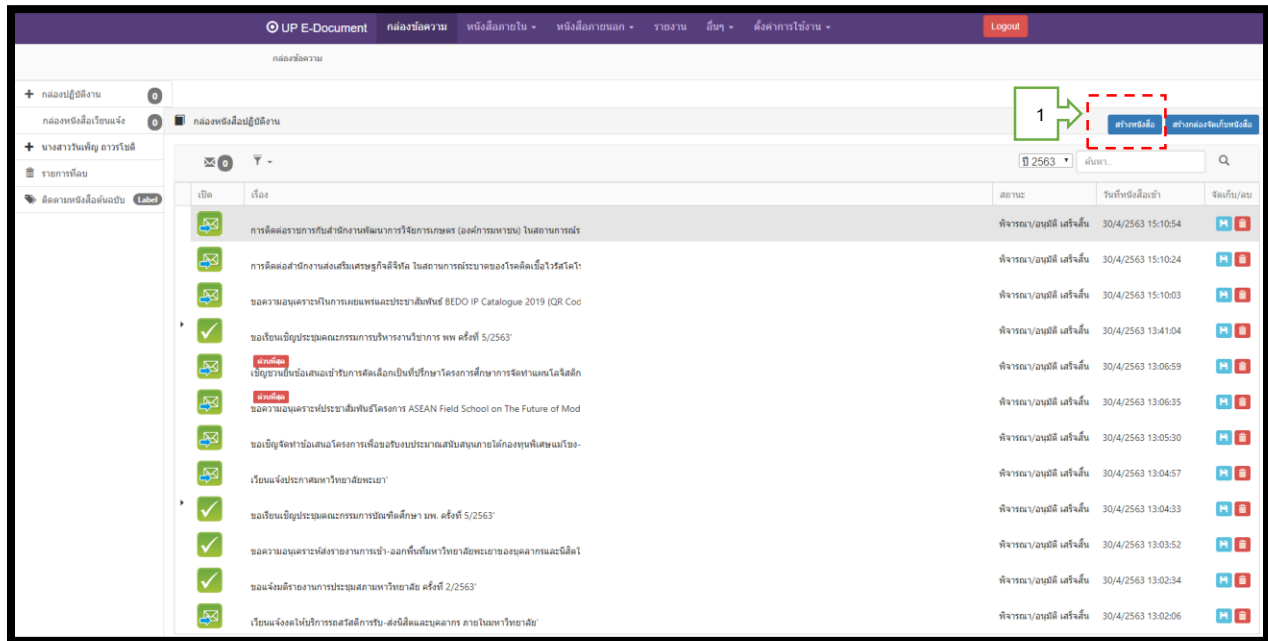 UP E-Document กล่องข้อความ หนังสือภายใน หนังสือภายนอก รายงาน อื่นๆ ตั้งค่าการใช้งาน Logout
กล่องข้อความ
กล่องปฏิบัติงาน 0
กล่องหนังสือเวียนแจ้ง 0
นางสาววันเพ็ญ ถาวรโชติ
รายการที่ลบ
ติดตามหนังสือต้นฉบับ Label
กล่องหนังสือปฏิบัติงาน
1
สร้างหนังสือ สร้างกล่องจัดเก็บหนังสือ
0 ปี 2563 ค้นหา..
เปิด เรื่อง สถานะ วันที่หนังสือเข้า จัดเก็บ/ลบ
การติดต่อราชการกับสำนักงานพัฒนาการวิจัยการเกษตร (องค์การมหาชน) ในสถานการณ์ร พิจารณา/อนุมัติ เสร็จสิ้น 30/4/2563 15:10:54
การติดต่อสำนักงานส่งเสริมเศรษฐกิจดิจิทัล ในสถานการณ์ระบาดของโรคติดเชื้อไวรัสโคโร พิจารณา/อนุมัติ เสร็จสิ้น 30/4/2563 15:10:24
ขอความอนุเคราะห์ในการเผยแพร่และประชาสัมพันธ์ BEDO IP Catalogue 2019 (QR Cod พิจารณา/อนุมัติ เสร็จสิ้น 30/4/2563 15:10:03
ขอเรียนเชิญประชุมคณะกรรมการบริหารงานวิชาการ มพ ครั้งที่ 5/2563' พิจารณา/อนุมัติ เสร็จสิ้น 30/4/2563 13:41:04
ด่วนที่สุด
เชิญชวนยื่นข้อเสนอเข้ารับการคัดเลือกเป็นที่ปรึกษาโครงการศึกษาการจัดทำแผนโลจิสติก พิจารณา/อนุมัติ เสร็จสิ้น 30/4/2563 13:06:59
ด่วนที่สุด
ขอความอนุเคราะห์ประชาสัมพันธ์โครงการ ASEAN Field School on The Future of Mod พิจารณา/อนุมัติ เสร็จสิ้น 30/4/2563 13:06:35
ขอเชิญจัดทำข้อเสนอโครงการเพื่อขอรับงบประมาณสนับสนุนภายใต้กองทุนพิเศษแม่โขง- พิจารณา/อนุมัติ เสร็จสิ้น 30/4/2563 13:05:30
เวียนแจ้งประกาศมหาวิทยาลัยพะเยา' พิจารณา/อนุมัติ เสร็จสิ้น 30/4/2563 13:04:57
ขอเรียนเชิญประชุมคณะกรรมการบัณฑิตศึกษา มพ. ครั้งที่ 5/2563' พิจารณา/อนุมัติ เสร็จสิ้น 30/4/2563 13:04:33
ขอความอนุเคราะห์ส่งรายงานการเข้า-ออกพื้นที่มหาวิทยาลัยพะเยาของบุคลากรและนิสิตใ พิจารณา/อนุมัติ เสร็จสิ้น 30/4/2563 13:03:52
ขอแจ้งมติรายงานการประชุมสภามหาวิทยาลัย ครั้งที่ 2/2563' พิจารณา/อนุมัติ เสร็จสิ้น 30/4/2563 13:02:34
เวียนแจ้งงดให้บริการรถสวัสดิการรับ-ส่งนิสิตและบุคลากร ภายในมหาวิทยาลัย' พิจารณา/อนุมัติ เสร็จสิ้น 30/4/2563 13:02:06